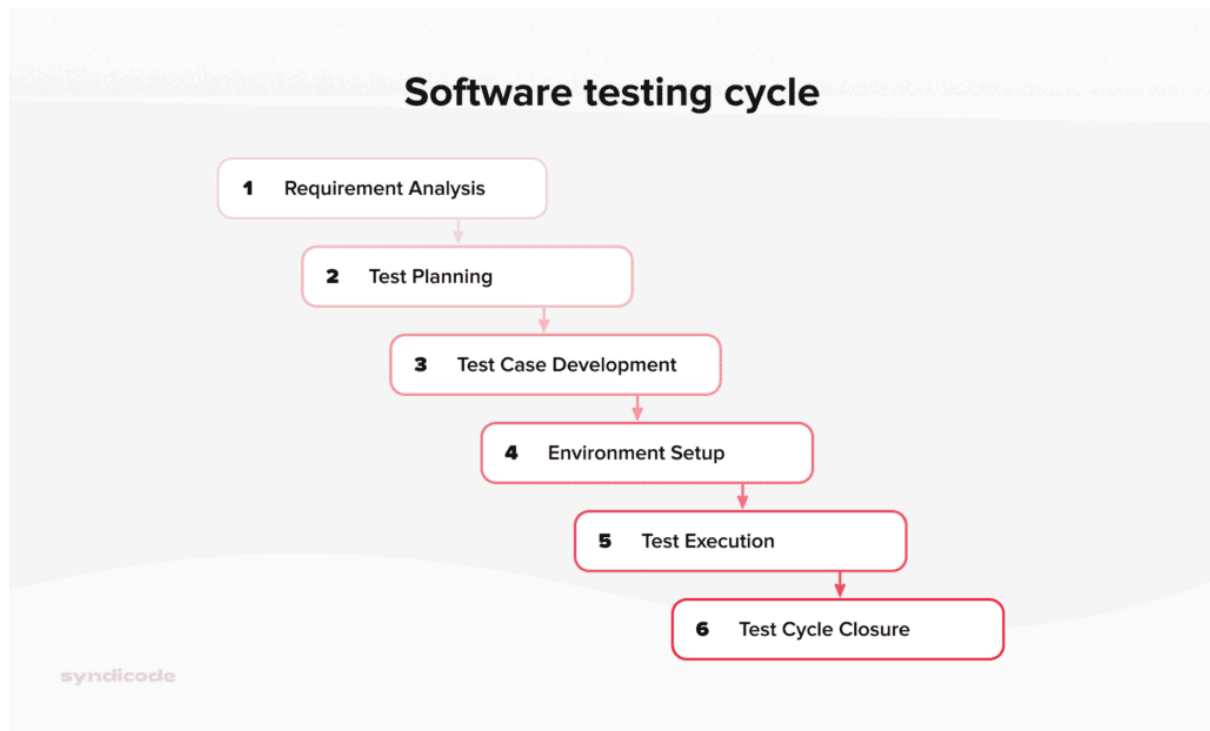 Software testing cycle
1 Requirement Analysis
2 Test Planning
3 Test Case Development
4 Environment Setup
5 Test Execution
6 Test Cycle Closure
syndicode